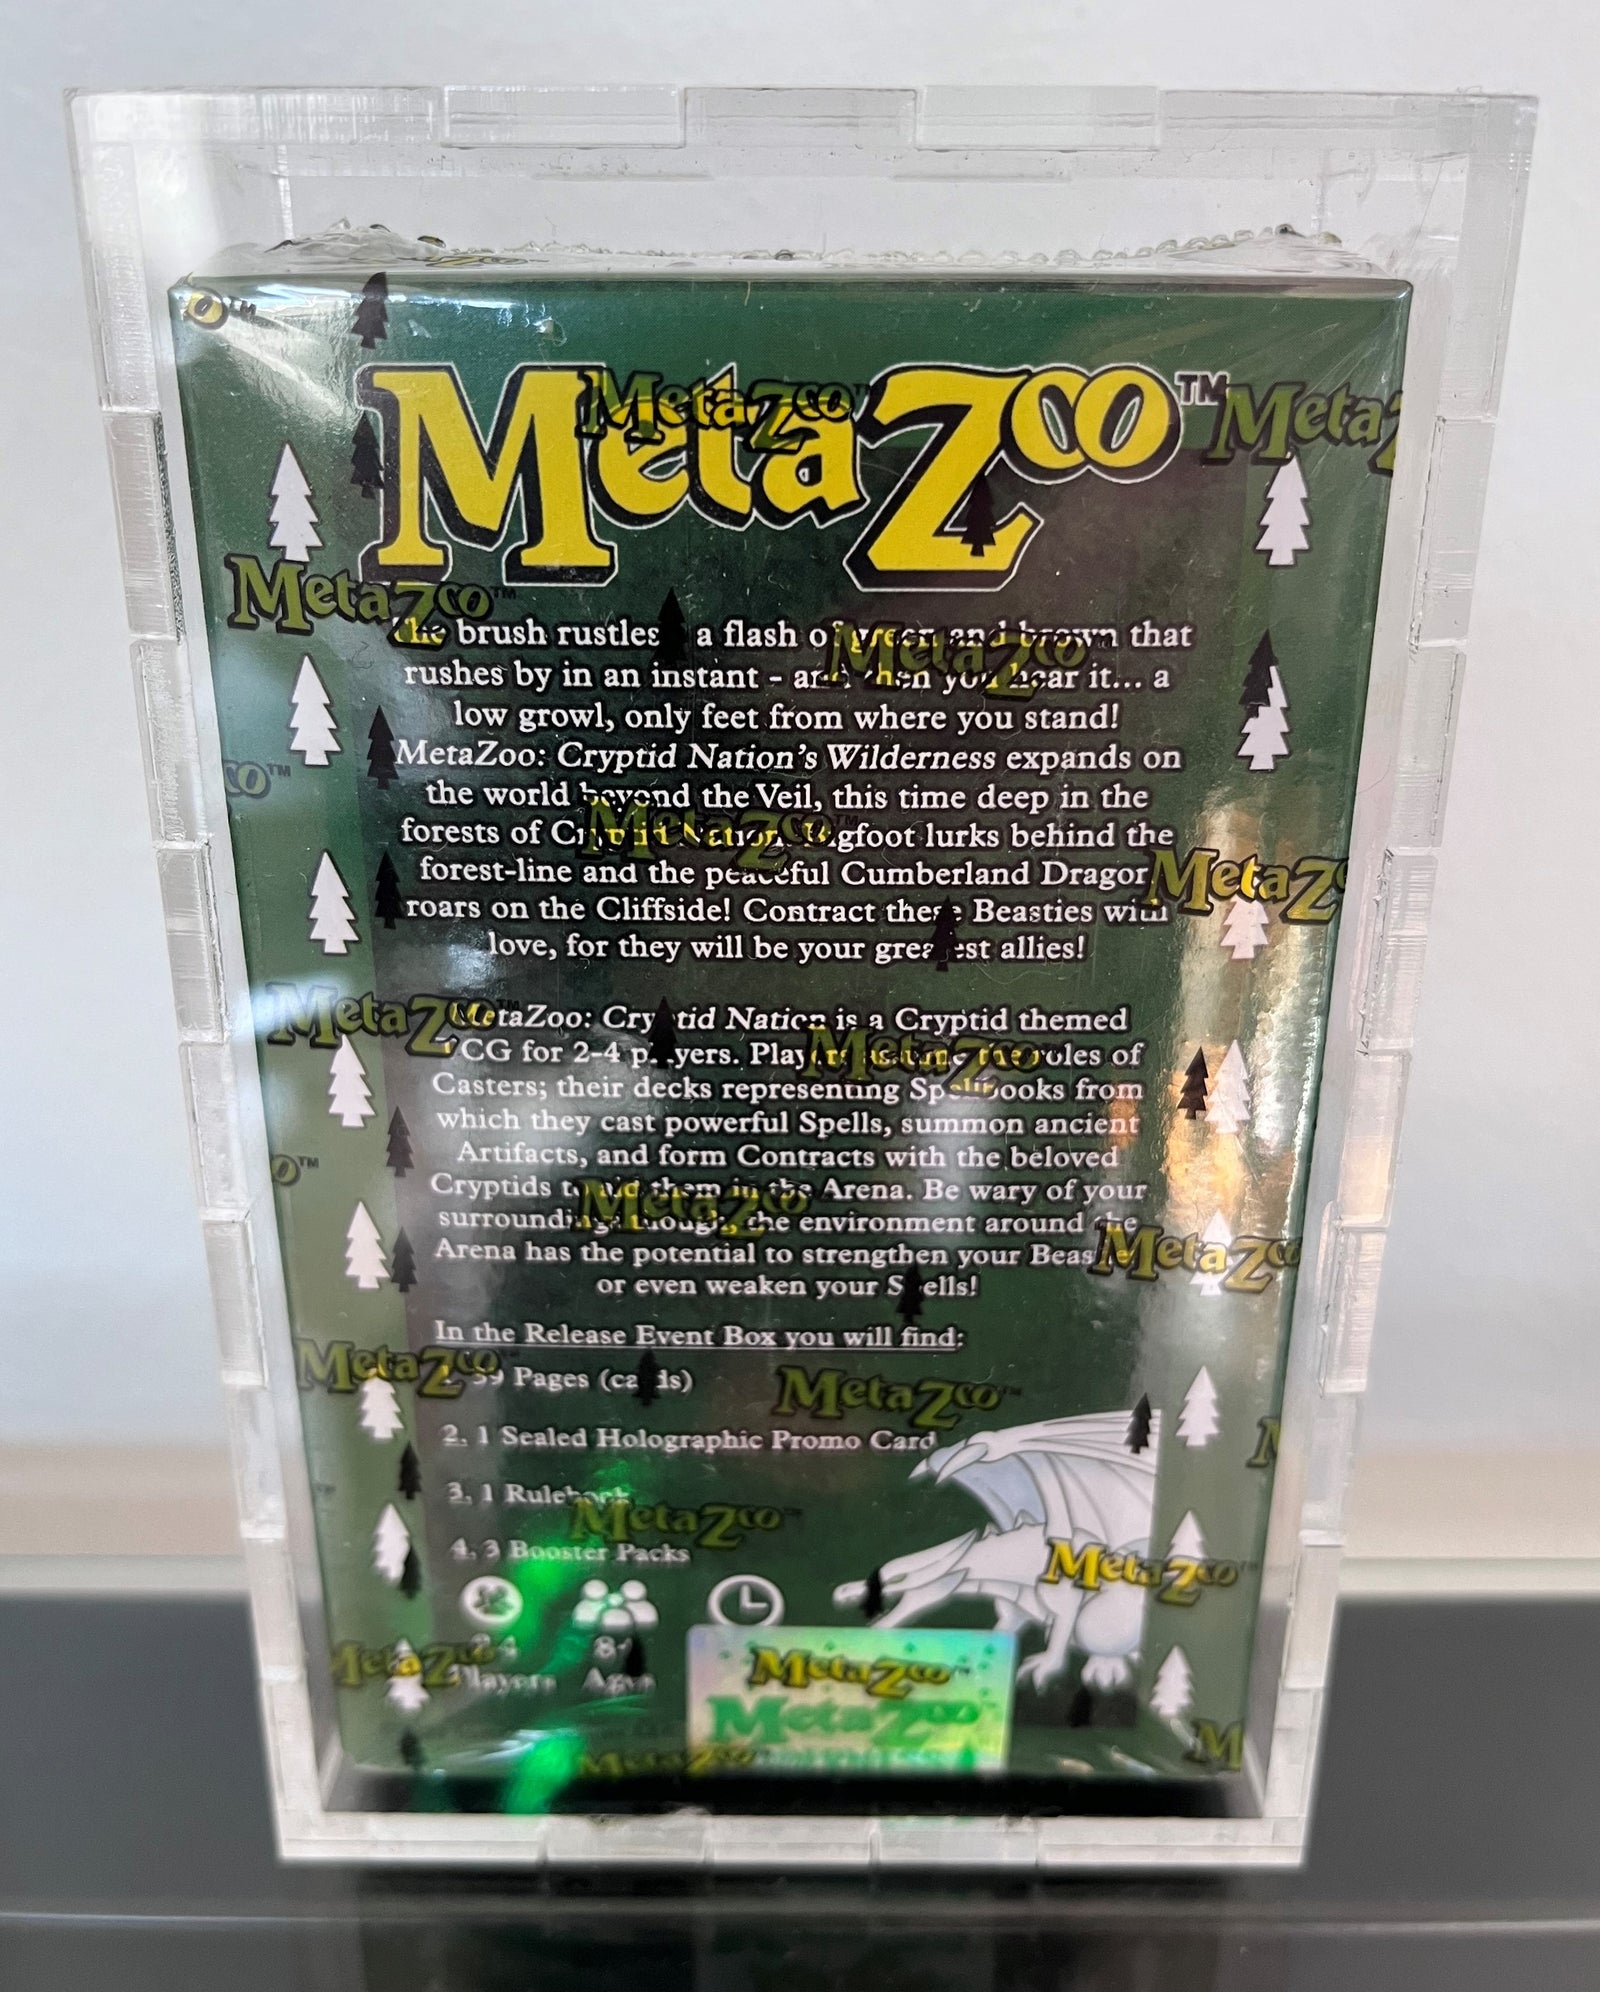 MetaZoo™
The brush rustles a flash of green and brown that
rushes by in an instant - and then you hear it... a
low growl, only feet from where you stand!
MetaZoo: Cryptid Nation's Wilderness expands on
the world beyond the Veil, this time deep in the
forests of Cryptid Nation. Bigfoot lurks behind the
forest-line and the peaceful Cumberland Dragon
roars on the Cliffside! Contract these Beasties with
love, for they will be your greatest allies!
MetaZoo: Cryptid Nation is a Cryptid themed
TCG for 2-4 players. Players assume the roles of
Casters; their decks representing Spellbooks from
which they cast powerful Spells, summon ancient
Artifacts, and form Contracts with the beloved
Cryptids to aid them in the Arena. Be wary of your
surroundings though, the environment around the
Arena has the potential to strengthen your
or even weaken your Spells!
In the Release Event Box you will find:
Pages (cards)
2. 1 Sealed Holographic Promo Card
3. 1 Rulebook
4. 3 Booster Packs
2-4 8+
Players Ages
MetaZoo™
MetaZoo™